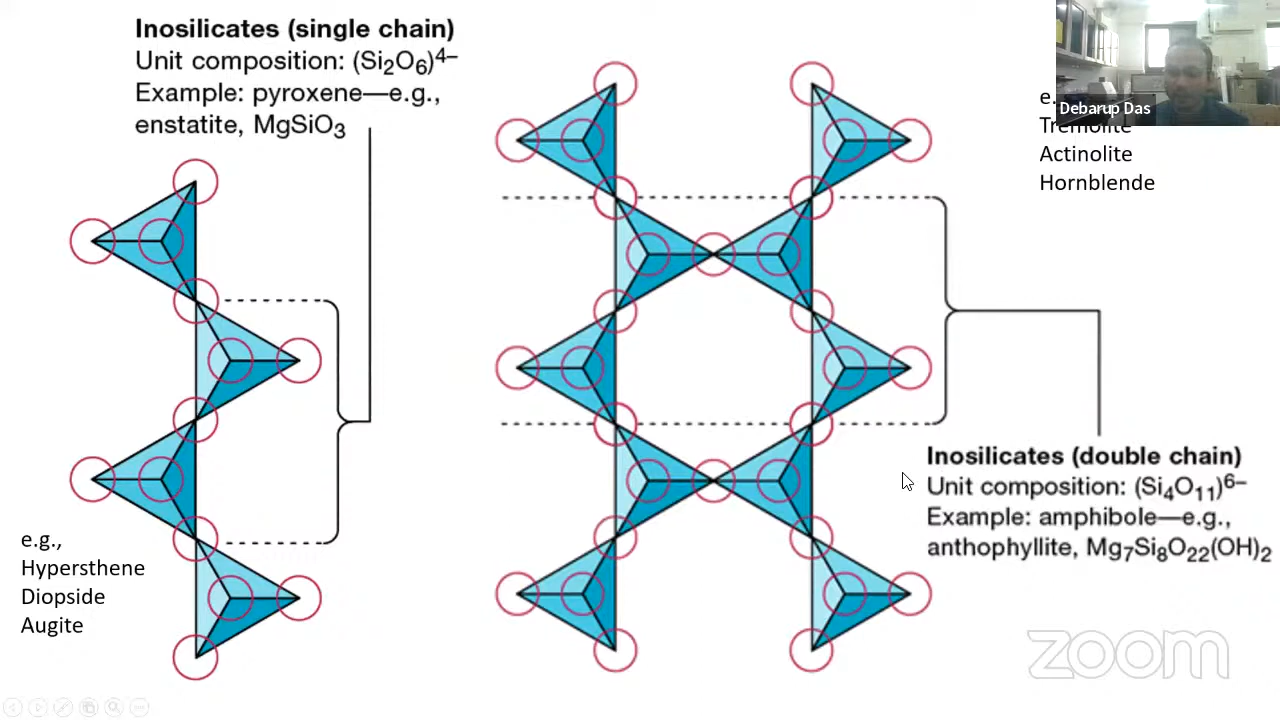 Inosilicates (single chain)
Unit composition: (Si₂O₆)⁴⁻
Example: pyroxene—e.g.,
enstatite, MgSiO₃
e.g.,
Hypersthene
Diopside
Augite
Debarup Das
e.
Tremolite
Actinolite
Hornblende
Inosilicates (double chain)
Unit composition: (Si₄O₁₁)⁶⁻
Example: amphibole—e.g.,
anthophyllite, Mg₇Si₈O₂₂(OH)₂
zoom